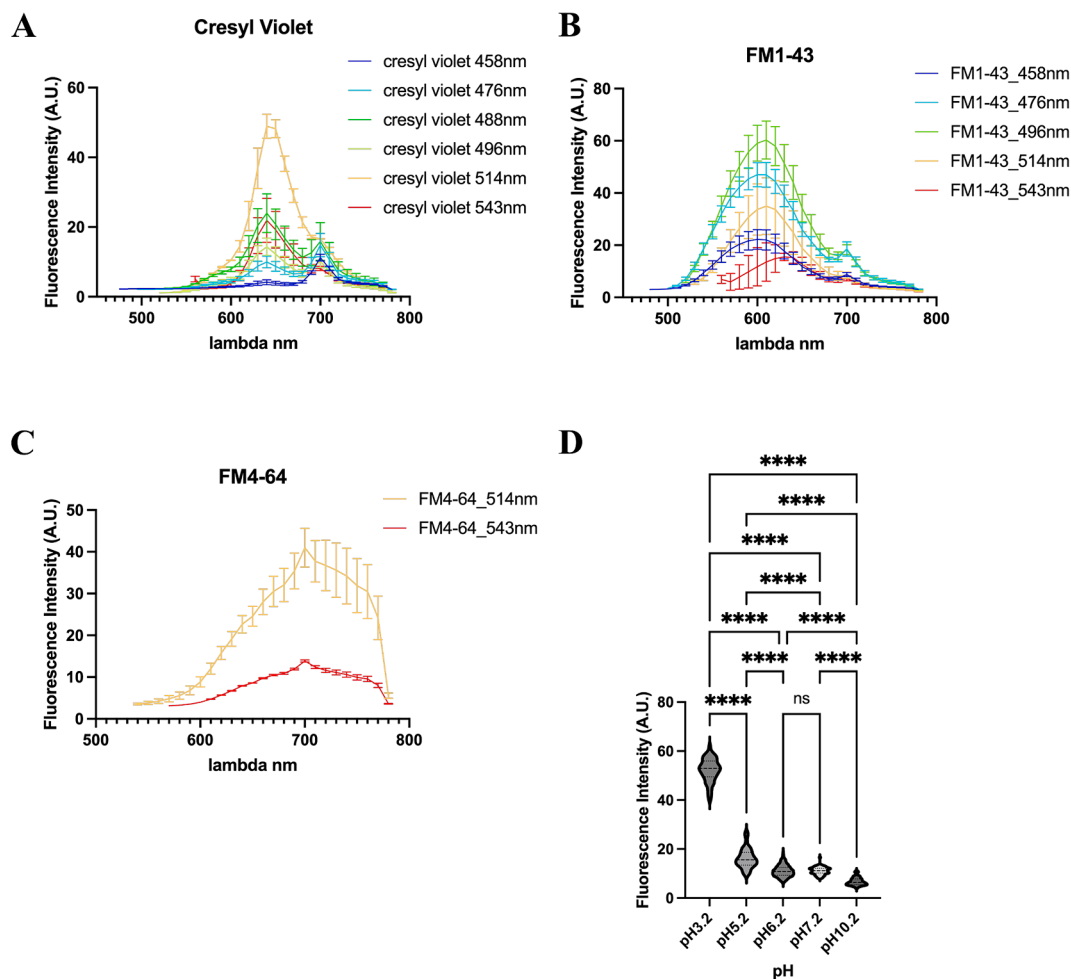 A
Cresyl Violet
Fluorescence Intensity (A.U.)
60
40
20
0
500
600
700
800
lambda nm
cresyl violet 458nm
cresyl violet 476nm
cresyl violet 488nm
cresyl violet 496nm
cresyl violet 514nm
cresyl violet 543nm
B
FM1-43
Fluorescence Intensity (A.U.)
80
60
40
20
0
500
600
700
800
lambda nm
FM1-43_458nm
FM1-43_476nm
FM1-43_496nm
FM1-43_514nm
FM1-43_543nm
C
FM4-64
Fluorescence Intensity (A.U.)
50
40
30
20
10
0
500
600
700
800
lambda nm
FM4-64_514nm
FM4-64_543nm
D
****
****
****
****
**** ****
**** ****
****
ns
Fluorescence Intensity (A.U.)
80
60
40
20
0
pH3.2
pH5.2
pH6.2
pH7.2
pH10.2
pH